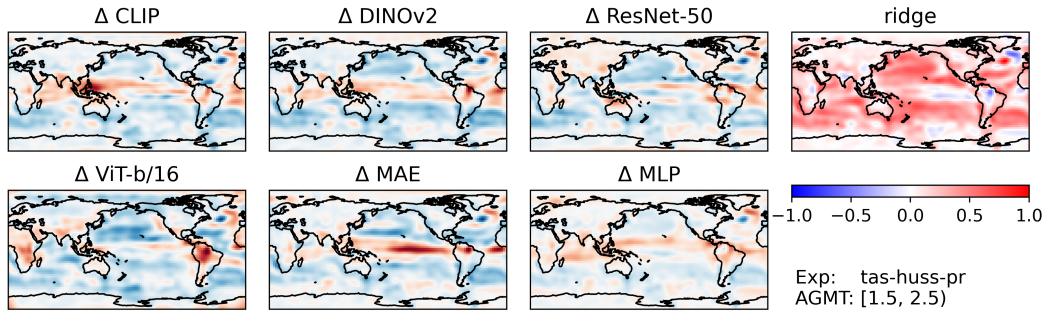 Δ CLIP
Δ DINOv2
Δ ResNet-50
ridge
Δ ViT-b/16
Δ MAE
Δ MLP
−1.0 −0.5 0.0 0.5 1.0
Exp: tas-huss-pr
AGMT: [1.5, 2.5)